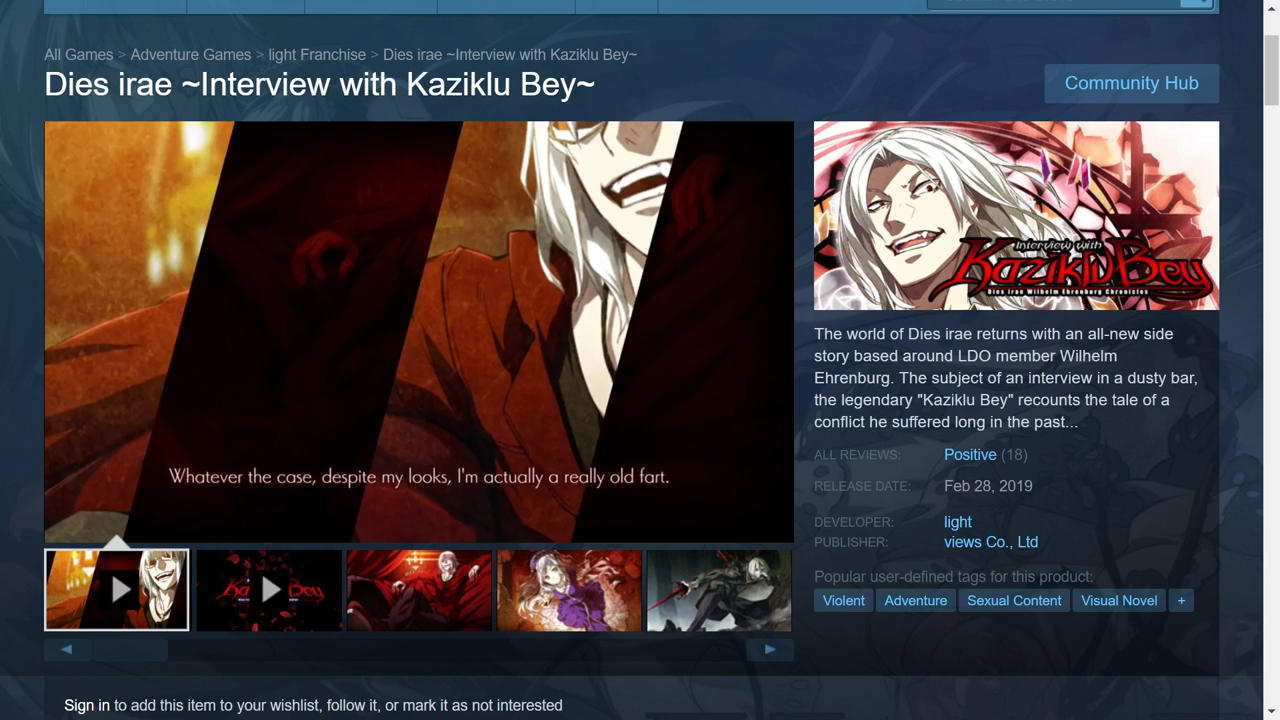 All Games > Adventure Games > light Franchise > Dies irae ~Interview with Kaziklu Bey~
Dies irae ~Interview with Kaziklu Bey~
Community Hub
Whatever the case, despite my looks, I'm actually a really old fart.
Interview with
Kaziklu Bey
Dies irae Wilhelm Ehrenburg Chronicles
The world of Dies irae returns with an all-new side
story based around LDO member Wilhelm
Ehrenburg. The subject of an interview in a dusty bar,
the legendary "Kaziklu Bey" recounts the tale of a
conflict he suffered long in the past...
ALL REVIEWS: Positive (18)
RELEASE DATE: Feb 28, 2019
DEVELOPER: light
PUBLISHER: views Co., Ltd
Popular user-defined tags for this product:
Violent Adventure Sexual Content Visual Novel +
Sign in to add this item to your wishlist, follow it, or mark it as not interested